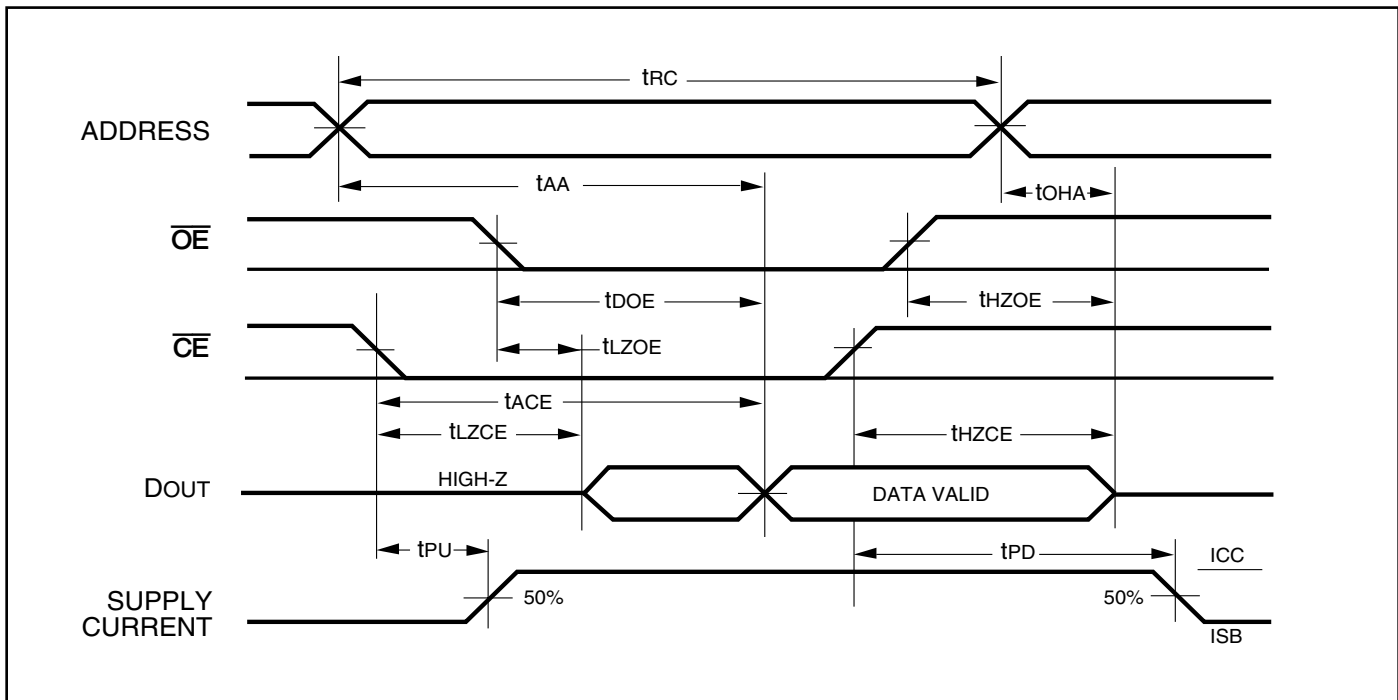 tRC
ADDRESS
tAA
tOHA
OE
tDOE
tHZOE
CE
tLZOE
tACE
tLZCE
tHZCE
DOUT
HIGH-Z
DATA VALID
tPU
tPD
ICC
SUPPLY
CURRENT
50%
50%
ISB